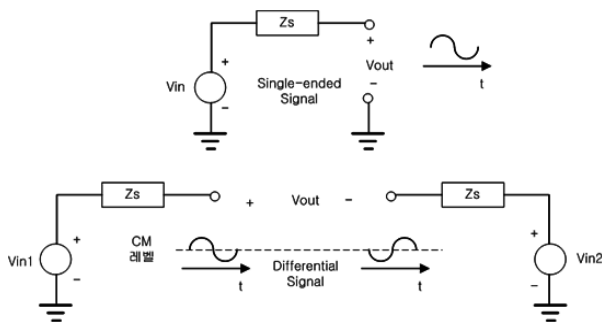 Zs
+
Vin
+
−
Single-ended
Signal
Vout
−
t
Zs
+ Vout −
Zs
Vin1
+
−
CM
레벨
t
Differential
Signal
t
+
−
Vin2